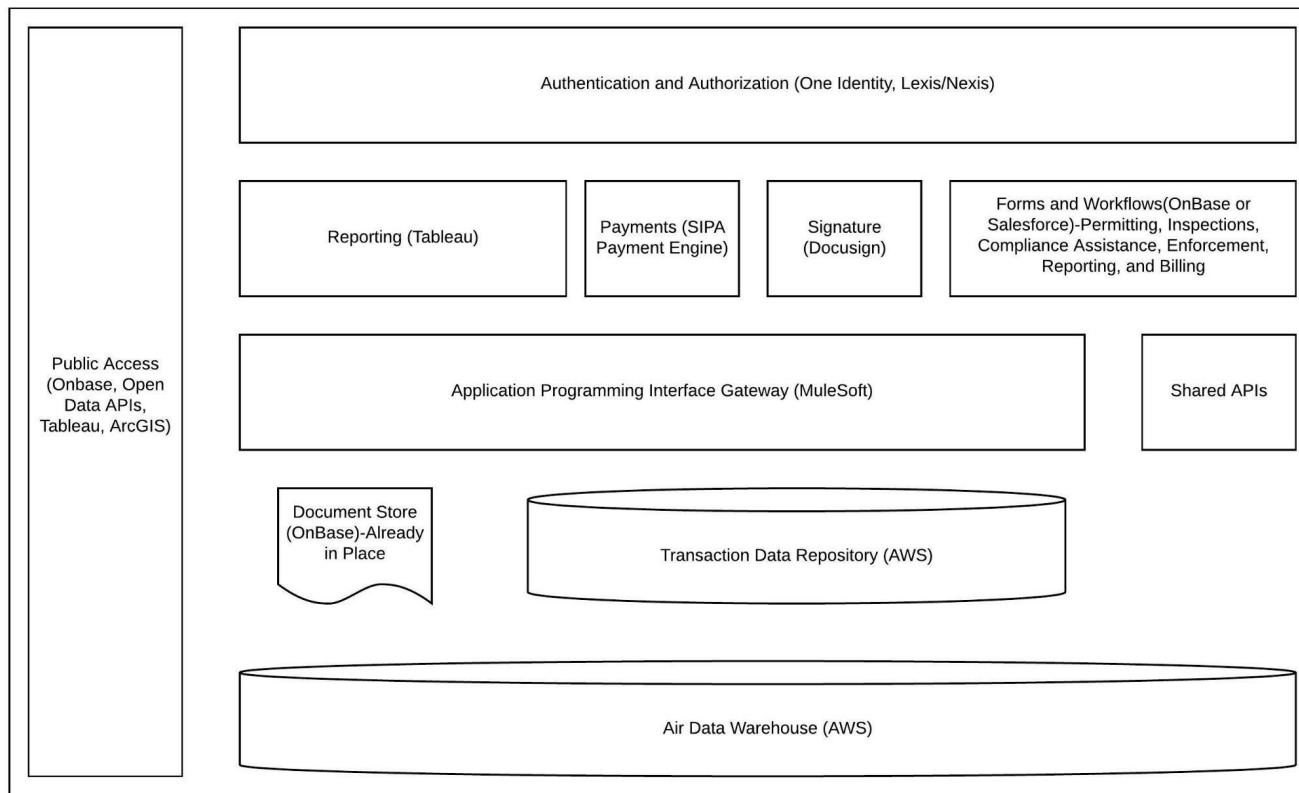 Authentication and Authorization (One Identity, Lexis/Nexis)
Reporting (Tableau)
Payments (SIPA
Payment Engine)
Signature
(Docusign)
Forms and Workflows(OnBase or
Salesforce)-Permitting, Inspections,
Compliance Assistance, Enforcement,
Reporting, and Billing
Public Access
(Onbase, Open
Data APIs,
Tableau, ArcGIS)
Application Programming Interface Gateway (MuleSoft)
Shared APIs
Document Store
(OnBase)-Already
in Place
Transaction Data Repository (AWS)
Air Data Warehouse (AWS)